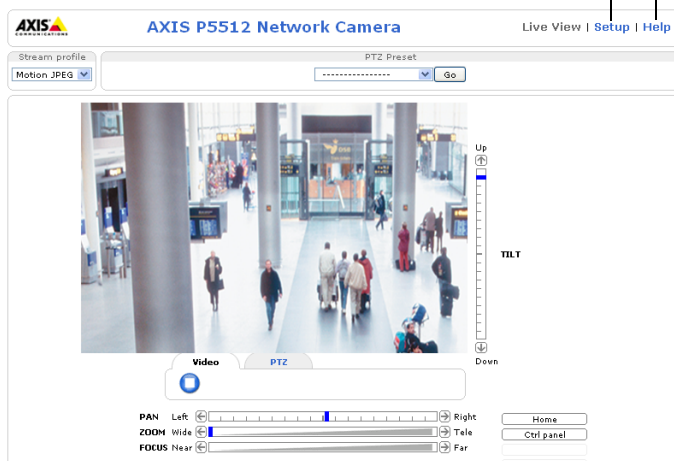 AXIS
COMMUNICATIONS
AXIS P5512 Network Camera
Live View | Setup | Help
Stream profile
PTZ Preset
Motion JPEG
----------------
Go
Up
TILT
Down
Video
PTZ
PAN Left
Right
Home
ZOOM Wide
Tele
Ctrl panel
FOCUS Near
Far